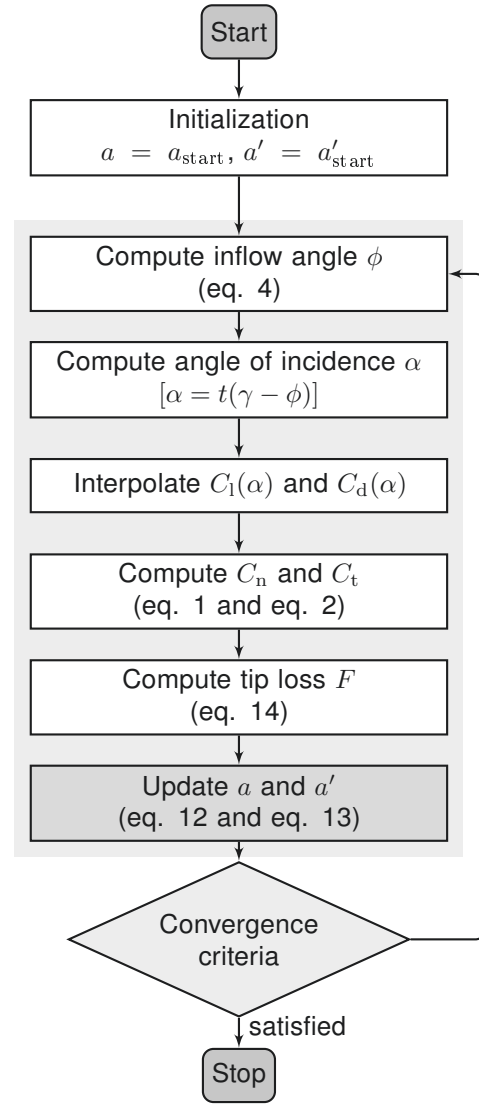 Start
Initialization
a = a_start, a′ = a′_start
Compute inflow angle ϕ
(eq. 4)
Compute angle of incidence α
[α = t(γ − ϕ)]
Interpolate C_l(α) and C_d(α)
Compute C_n and C_t
(eq. 1 and eq. 2)
Compute tip loss F
(eq. 14)
Update a and a′
(eq. 12 and eq. 13)
Convergence
criteria
satisfied
Stop